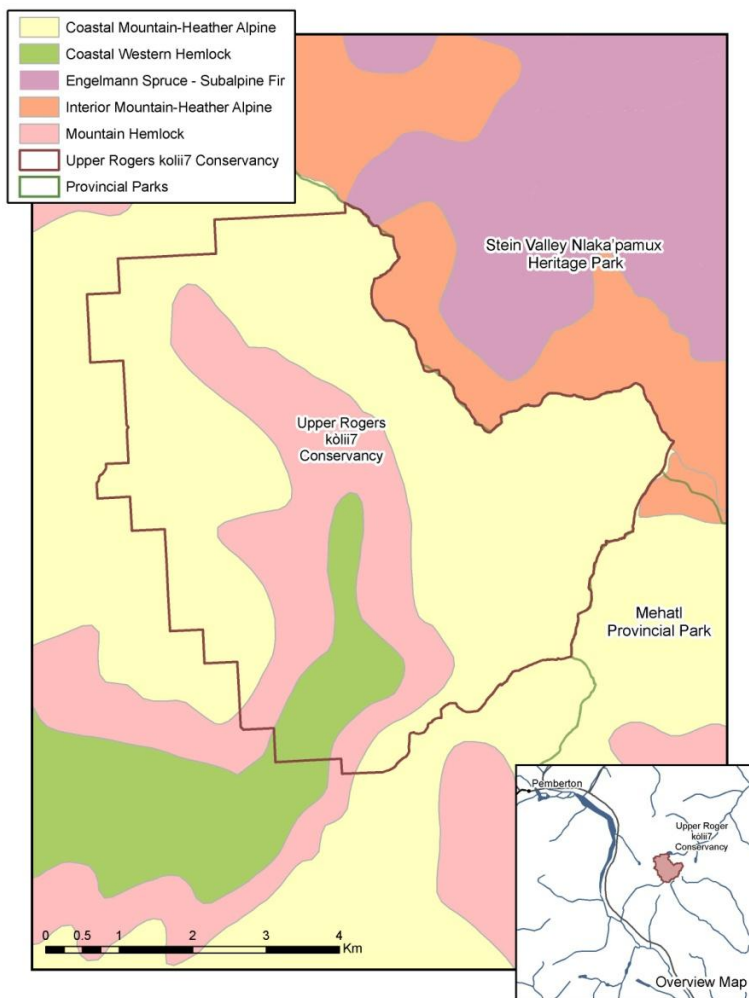 Coastal Mountain-Heather Alpine
Coastal Western Hemlock
Engelmann Spruce - Subalpine Fir
Interior Mountain-Heather Alpine
Mountain Hemlock
Upper Rogers kolii7 Conservancy
Provincial Parks
Stein Valley Nlaka'pamux
Heritage Park
Upper Rogers
kòlii7
Conservancy
Mehatl
Provincial Park
Pemberton
Upper Roger
kòlii7
Conservancy
Overview Map
0 0.5 1 2 3 4
Km